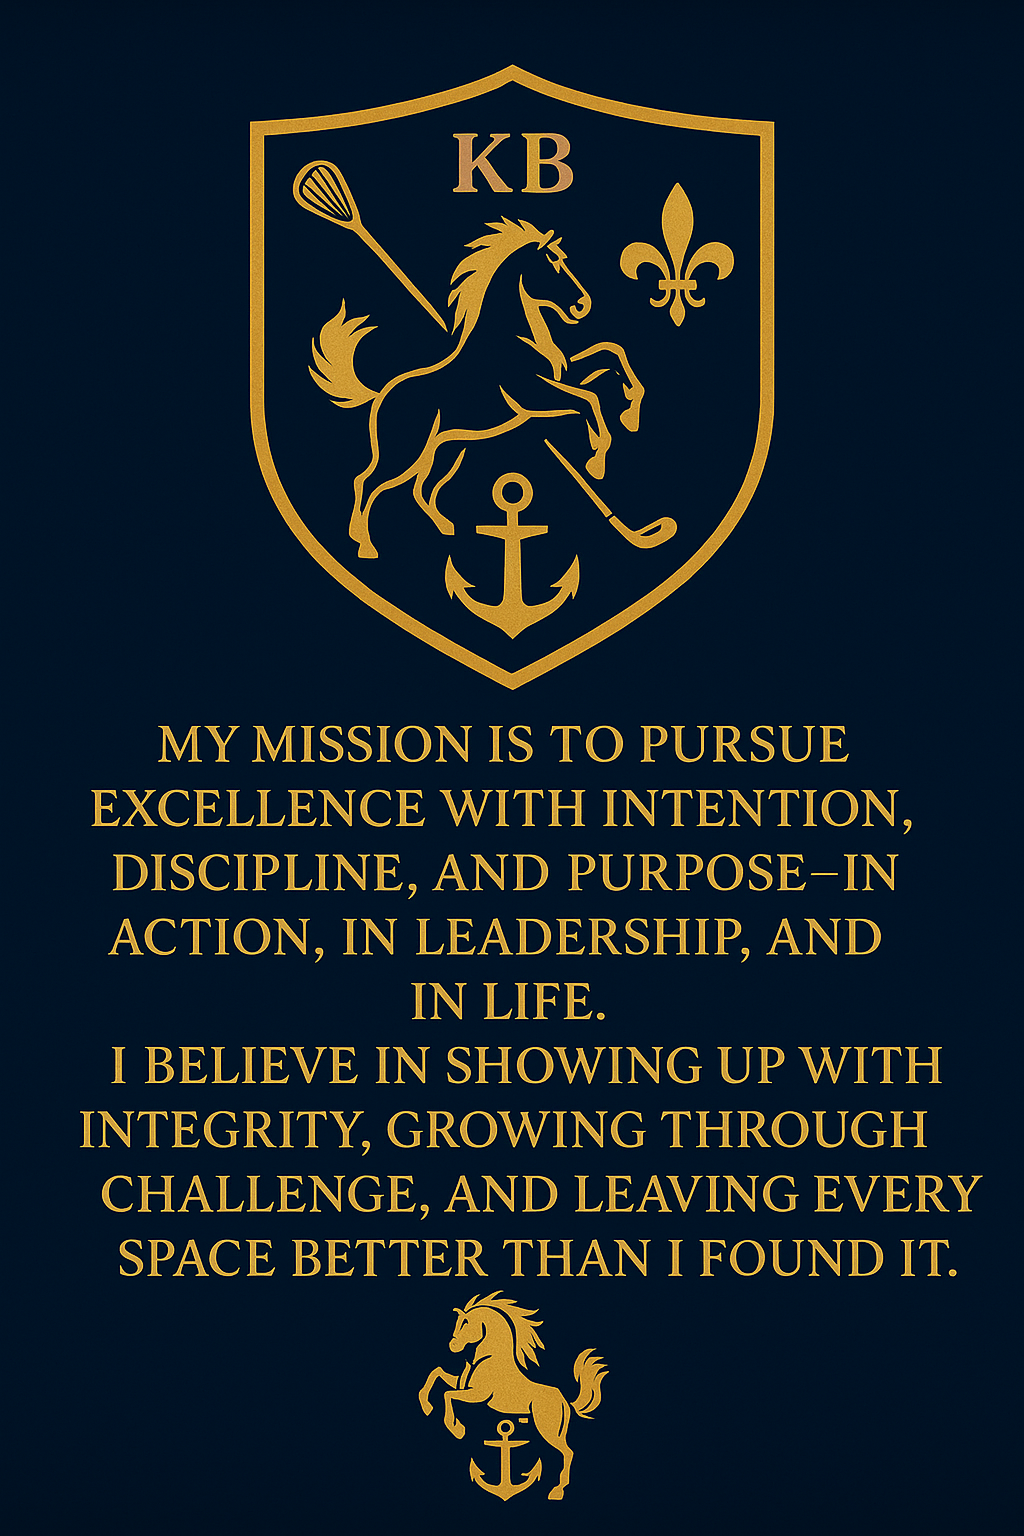 KB
MY MISSION IS TO PURSUE
EXCELLENCE WITH INTENTION,
DISCIPLINE, AND PURPOSE—IN
ACTION, IN LEADERSHIP, AND
IN LIFE.
I BELIEVE IN SHOWING UP WITH
INTEGRITY, GROWING THROUGH
CHALLENGE, AND LEAVING EVERY
SPACE BETTER THAN I FOUND IT.